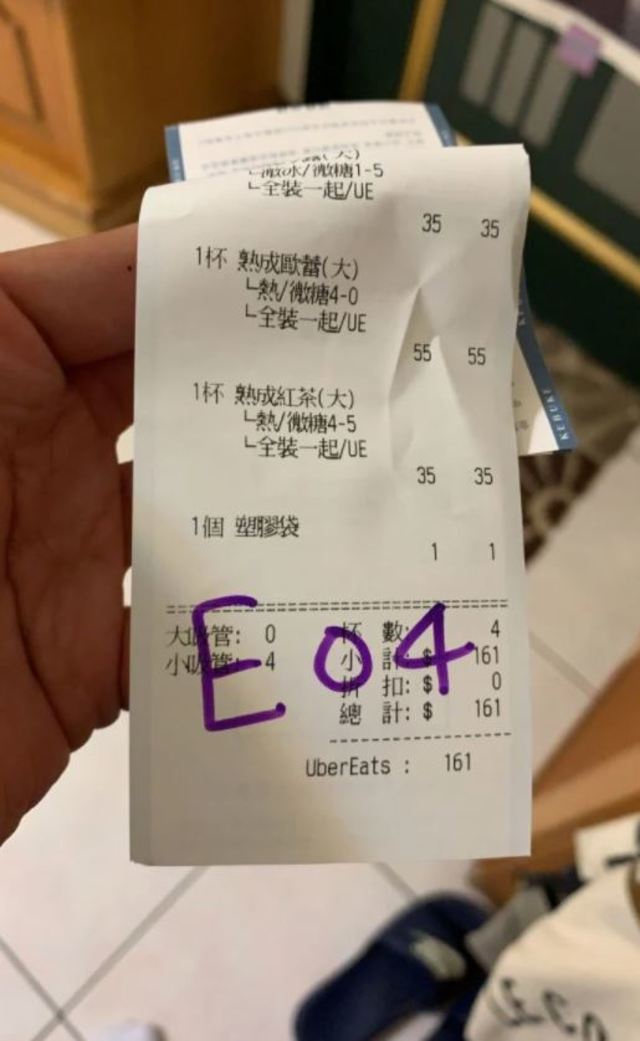 (大)
└微冰/微糖1-5
└全裝一起/UE
35 35
1杯 熟成歐蕾(大)
└熱/微糖4-0
└全裝一起/UE
55 55
1杯 熟成紅茶(大)
└熱/微糖4-5
└全裝一起/UE
35 35
1個 塑膠袋
1 1
大吸管: 0 杯 數: 4
小吸管: 4 小 計:$ 161
折 扣:$ 0
總 計:$ 161
E04
UberEats : 161
KEBUKE